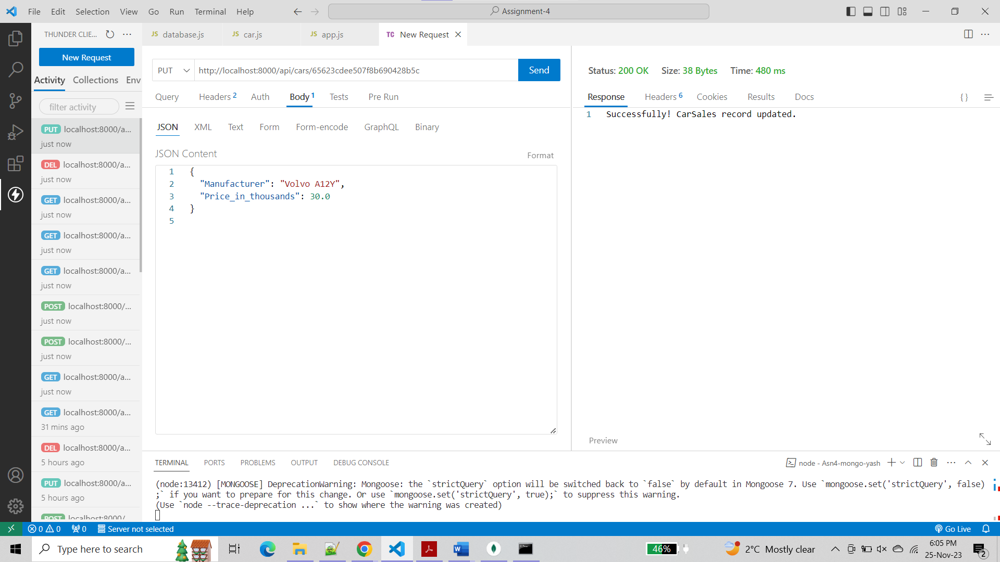 File Edit Selection View Go Run Terminal Help
Assignment-4
THUNDER CLIE...
JS database.js
JS car.js
JS app.js
TC New Request
New Request
Activity Collections Env
filter activity
PUT localhost:8000/a...
just now
DEL localhost:8000/a...
just now
GET localhost:8000/a...
just now
GET localhost:8000/a...
just now
GET localhost:8000/a...
just now
POST localhost:8000/...
just now
POST localhost:8000/...
just now
GET localhost:8000/a...
just now
GET localhost:8000/a...
31 mins ago
DEL localhost:8000/a...
5 hours ago
PUT localhost:8000/a...
5 hours ago
POST localhost:8000/...
PUT http://localhost:8000/api/cars/65623cdee507f8b690428b5c Send
Query Headers 2 Auth Body 1 Tests Pre Run
JSON XML Text Form Form-encode GraphQL Binary
JSON Content
Format
1 {
2 "Manufacturer": "Volvo A12Y",
3 "Price_in_thousands": 30.0
4 }
5
Status: 200 OK Size: 38 Bytes Time: 480 ms
Response Headers 6 Cookies Results Docs { }
1 Successfully! CarSales record updated.
Preview
TERMINAL PORTS PROBLEMS OUTPUT DEBUG CONSOLE
node - Asn4-mongo-yash
(node:13412) [MONGOOSE] DeprecationWarning: Mongoose: the `strictQuery` option will be switched back to `false` by default in Mongoose 7. Use `mongoose.set('strictQuery', false)
;` if you want to prepare for this change. Or use `mongoose.set('strictQuery', true);` to suppress this warning.
(Use `node --trace-deprecation ...` to show where the warning was created)
0 0 0 Server not selected
Go Live
Type here to search
46%
2°C Mostly clear
6:05 PM
25-Nov-23
2